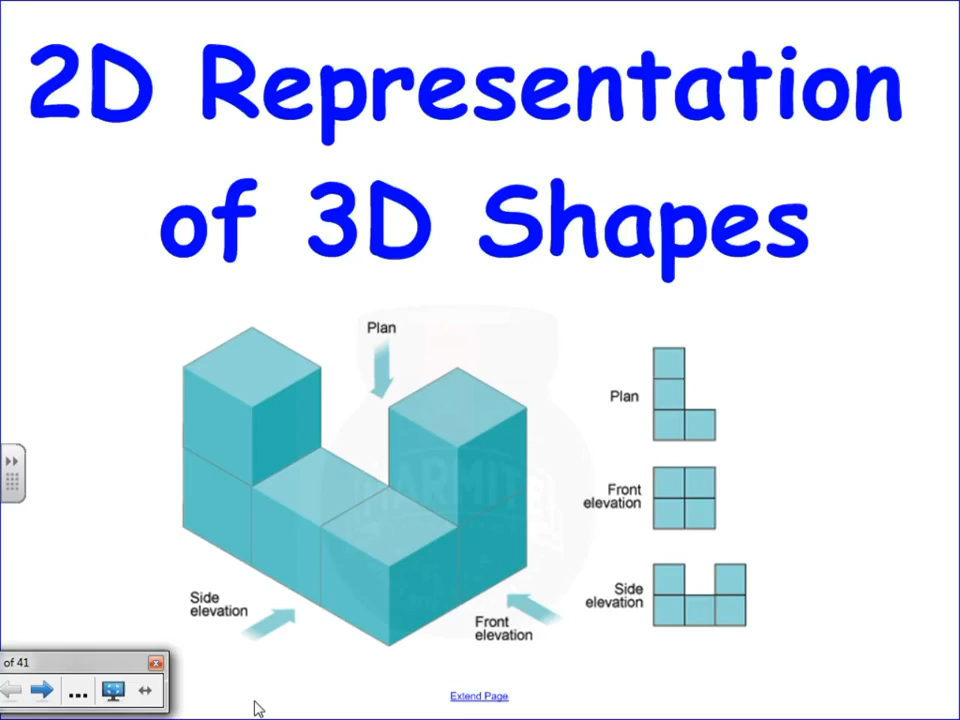 2D Representation
of 3D Shapes
Plan
Plan
Front
elevation
Side
elevation
Side
elevation
Front
elevation
of 41
...
Extend Page